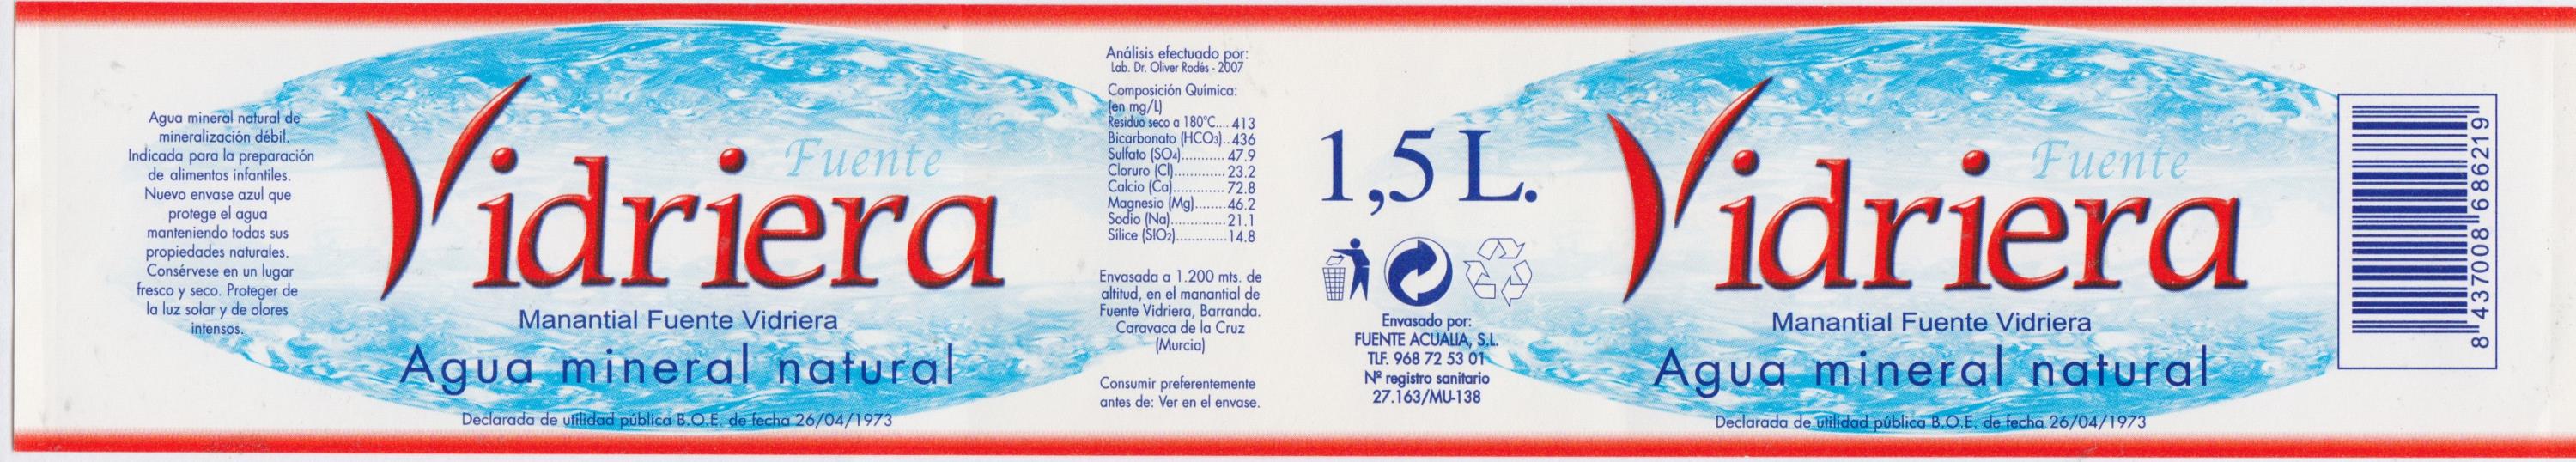 Agua mineral natural de
mineralización débil.
Indicada para la preparación
de alimentos infantiles.
Nuevo envase azul que
protege el agua
manteniendo todas sus
propiedades naturales.
Consérvese en un lugar
fresco y seco. Proteger de
la luz solar y de olores
intensos.
Fuente
Vidriera
Manantial Fuente Vidriera
Agua mineral natural
Declarada de utilidad pública B.O.E. de fecha 26/04/1973
Análisis efectuado por:
Lab. Dr. Oliver Rodés - 2007
Composición Química:
(en mg/L)
Residuo seco a 180°C.... 413
Bicarbonato (HCO3)..436
Sulfato (SO4)........... 47.9
Cloruro (Cl)............. 23.2
Calcio (Ca)............. 72.8
Magnesio (Mg)....... 46.2
Sodio (Na)..............21.1
Sílice (SIO2)............. 14.8
Envasada a 1.200 mts. de
altitud, en el manantial de
Fuente Vidriera, Barranda.
Caravaca de la Cruz
(Murcia)
Consumir preferentemente
antes de: Ver en el envase.
1,5 L.
Envasado por:
FUENTE ACUALIA, S.L.
TLF. 968 72 53 01
Nº registro sanitario
27.163/MU-138
Fuente
Vidriera
Manantial Fuente Vidriera
Agua mineral natural
Declarada de utilidad pública B.O.E. de fecha 26/04/1973
8 437008 686219